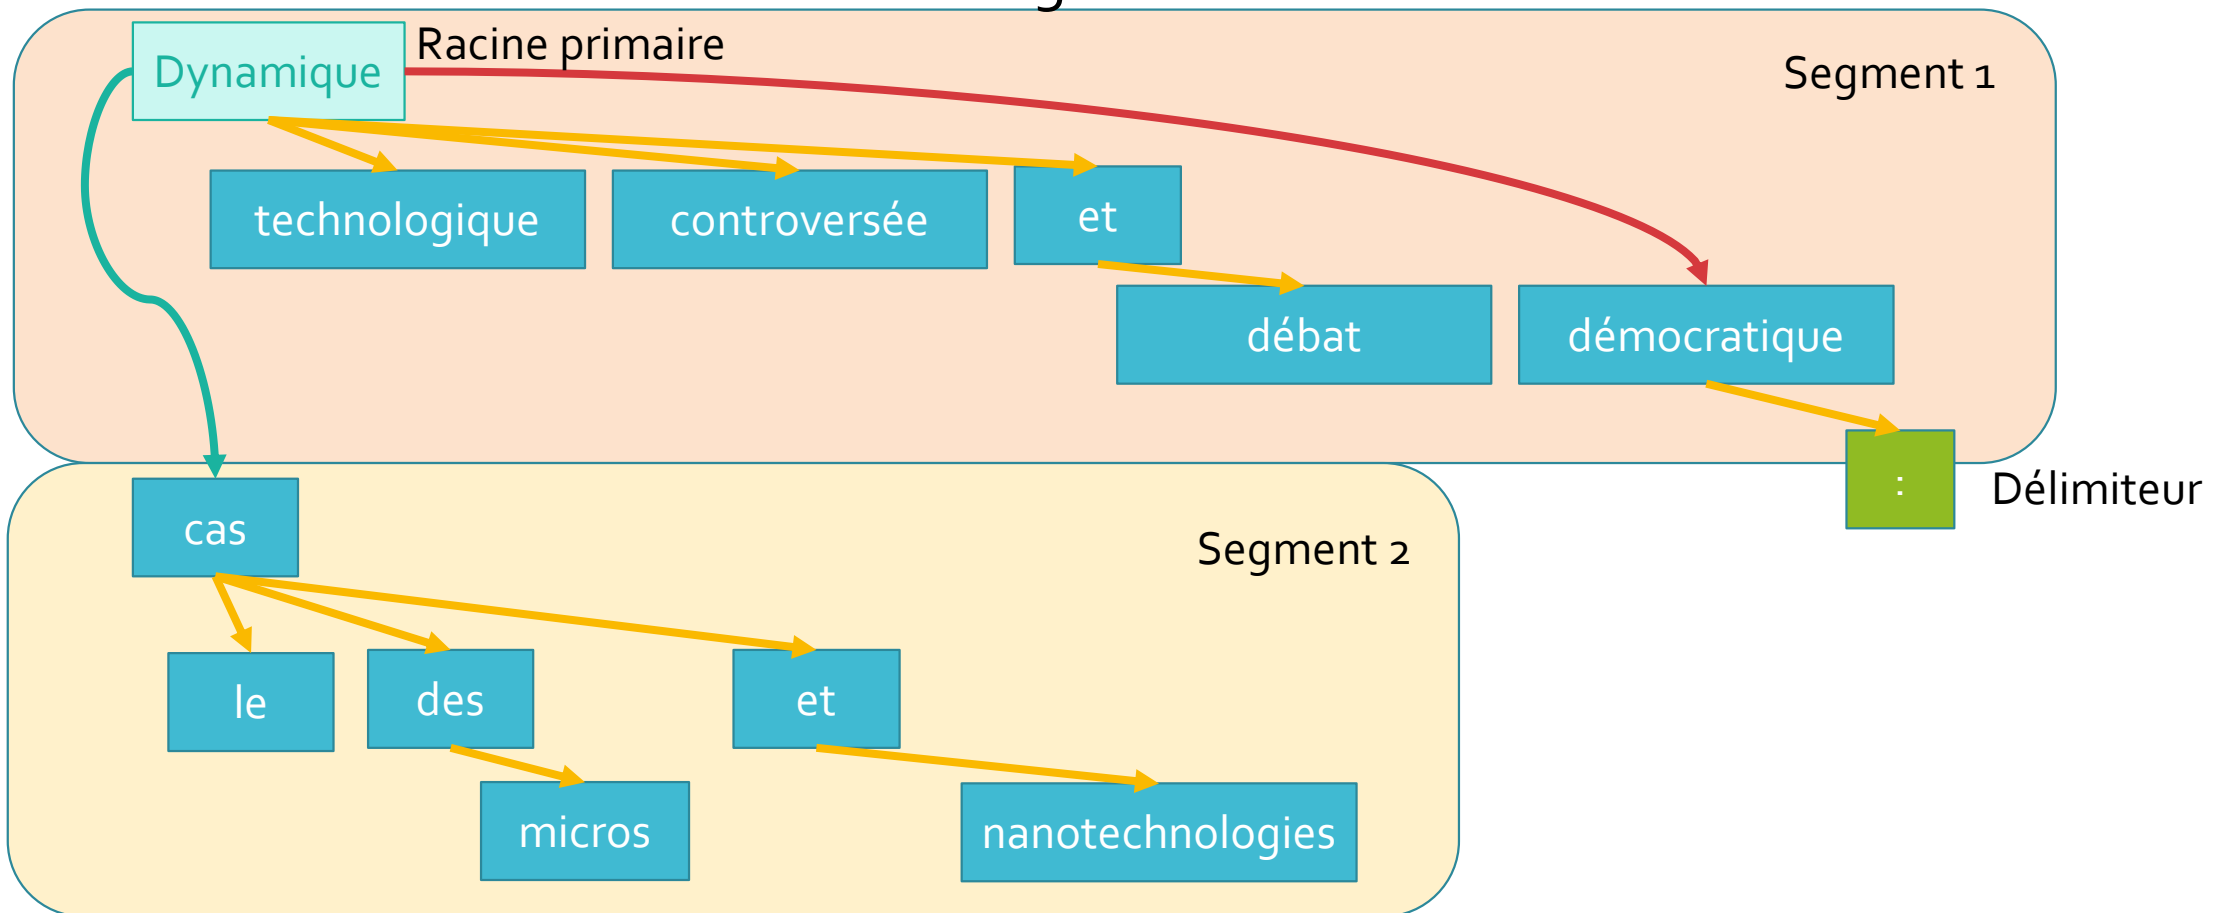 Racine primaire
Dynamique
Segment 1
technologique
controversée
et
débat
démocratique
:
Délimiteur
cas
Segment 2
le
des
et
micros
nanotechnologies